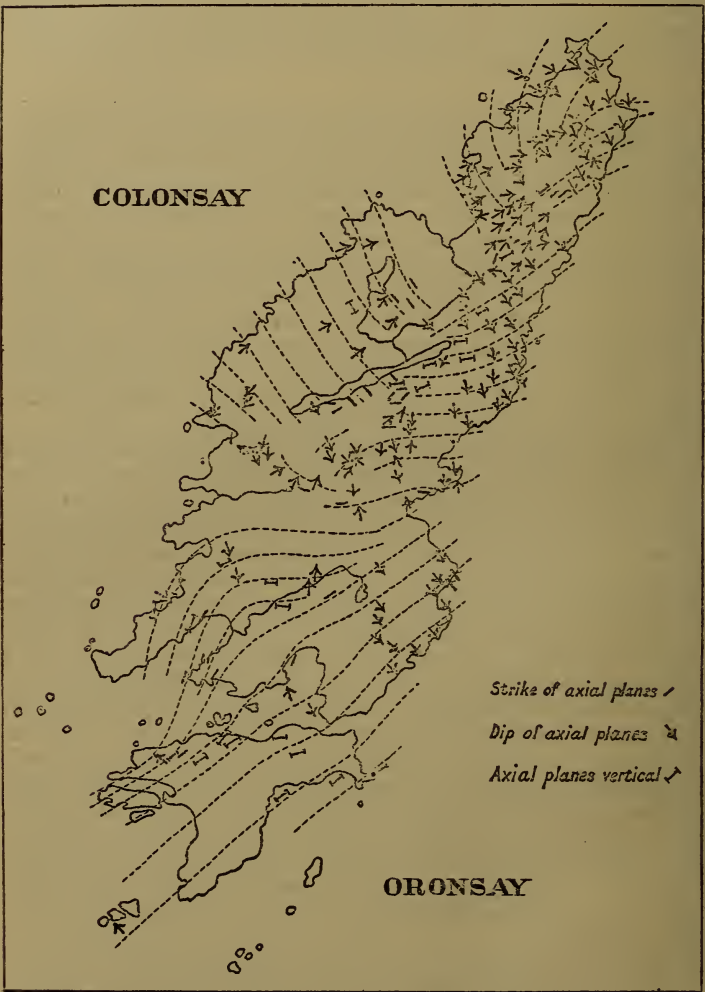 COLONSAY
Strike of axial planes
Dip of axial planes
Axial planes vertical
ORONSAY